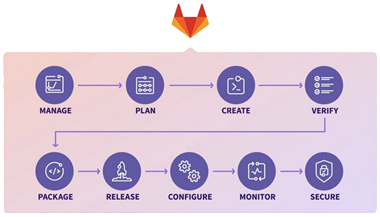 MANAGE
PLAN
CREATE
VERIFY
PACKAGE
RELEASE
CONFIGURE
MONITOR
SECURE